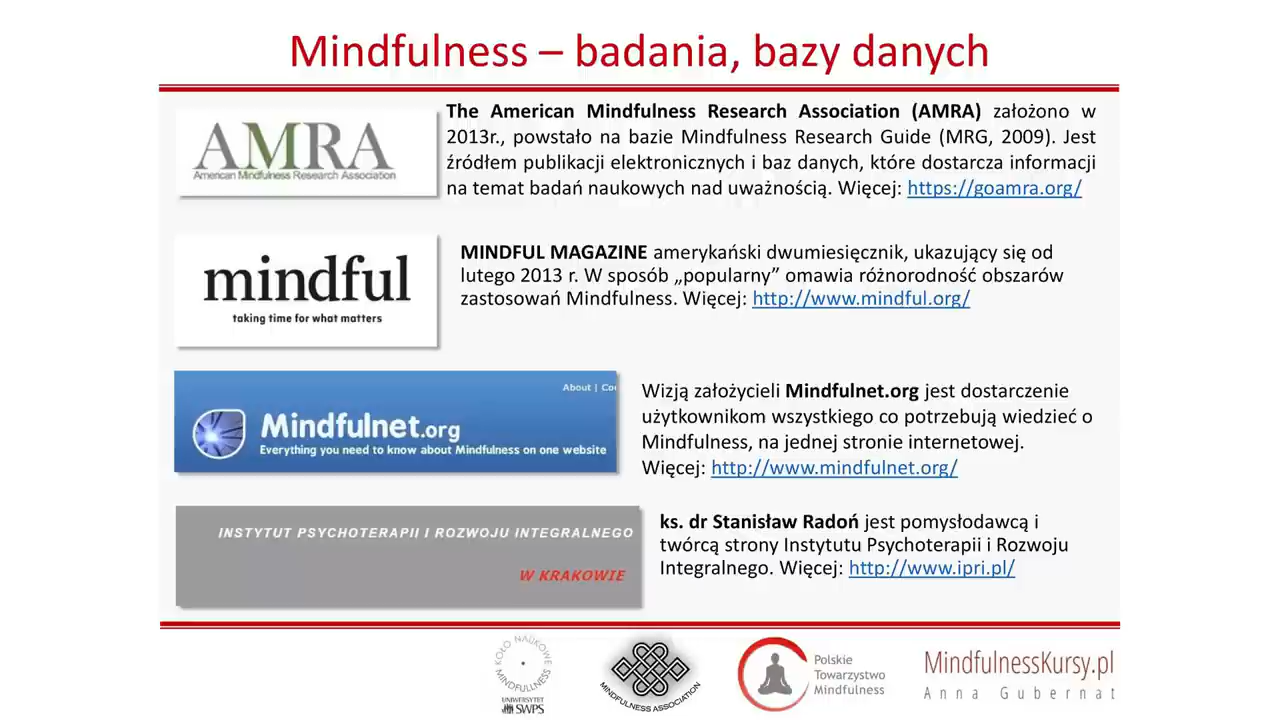 Mindfulness – badania, bazy danych
AMRA
American Mindfulness Research Association
The American Mindfulness Research Association (AMRA) założono w
2013r., powstało na bazie Mindfulness Research Guide (MRG, 2009). Jest
źródłem publikacji elektronicznych i baz danych, które dostarcza informacji
na temat badań naukowych nad uważnością. Więcej: https://goamra.org/
mindful
taking time for what matters
MINDFUL MAGAZINE amerykański dwumiesięcznik, ukazujący się od
lutego 2013 r. W sposób „popularny” omawia różnorodność obszarów
zastosowań Mindfulness. Więcej: http://www.mindful.org/
About | Coo
Mindfulnet.org
Everything you need to know about Mindfulness on one website
Wizją założycieli Mindfulnet.org jest dostarczenie
użytkownikom wszystkiego co potrzebują wiedzieć o
Mindfulness, na jednej stronie internetowej.
Więcej: http://www.mindfulnet.org/
INSTYTUT PSYCHOTERAPII I ROZWOJU INTEGRALNEGO
W KRAKOWIE
ks. dr Stanisław Radoń jest pomysłodawcą i
twórcą strony Instytutu Psychoterapii i Rozwoju
Integralnego. Więcej: http://www.ipri.pl/
KOŁO NAUKOWE
MINDFULLNESS
UNIWERSYTET
SWPS
MINDFULNESS ASSOCIATION
Polskie
Towarzystwo
Mindfulness
MindfulnessKursy.pl
Anna Gubernat